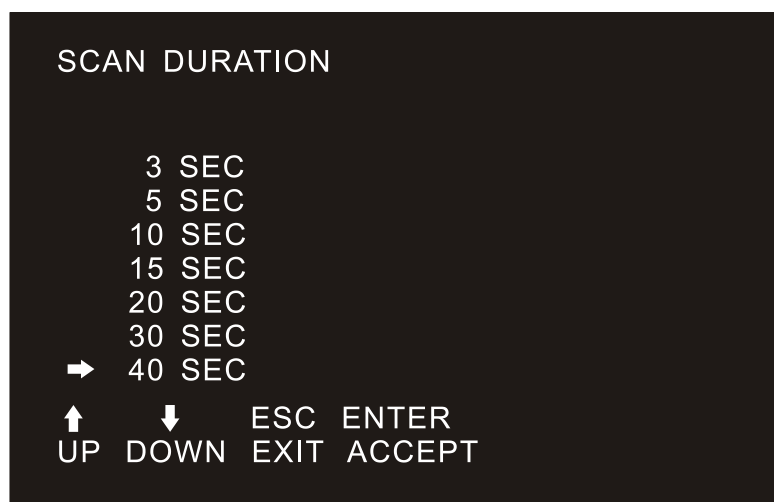 SCAN DURATION
3 SEC
5 SEC
10 SEC
15 SEC
20 SEC
30 SEC
➡ 40 SEC
⬆ ⬇ ESC ENTER
UP DOWN EXIT ACCEPT